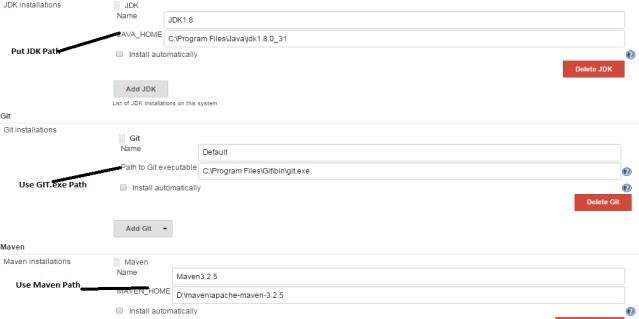 JDK installations
JDK
Name
JDK1.8
JAVA_HOME
C:\Program Files\Java\jdk1.8.0_31
Put JDK Path
Install automatically
Delete JDK
Add JDK
List of JDK installations on this system
Git
Git installations
Git
Name
Default
Path to Git executable
C:\Program Files\Git\bin\git.exe
Use GIT.exe Path
Install automatically
Delete Git
Add Git
Maven
Maven installations
Maven
Name
Maven3.2.5
Use Maven Path
MAVEN_HOME
D:\maven\apache-maven-3.2.5
Install automatically